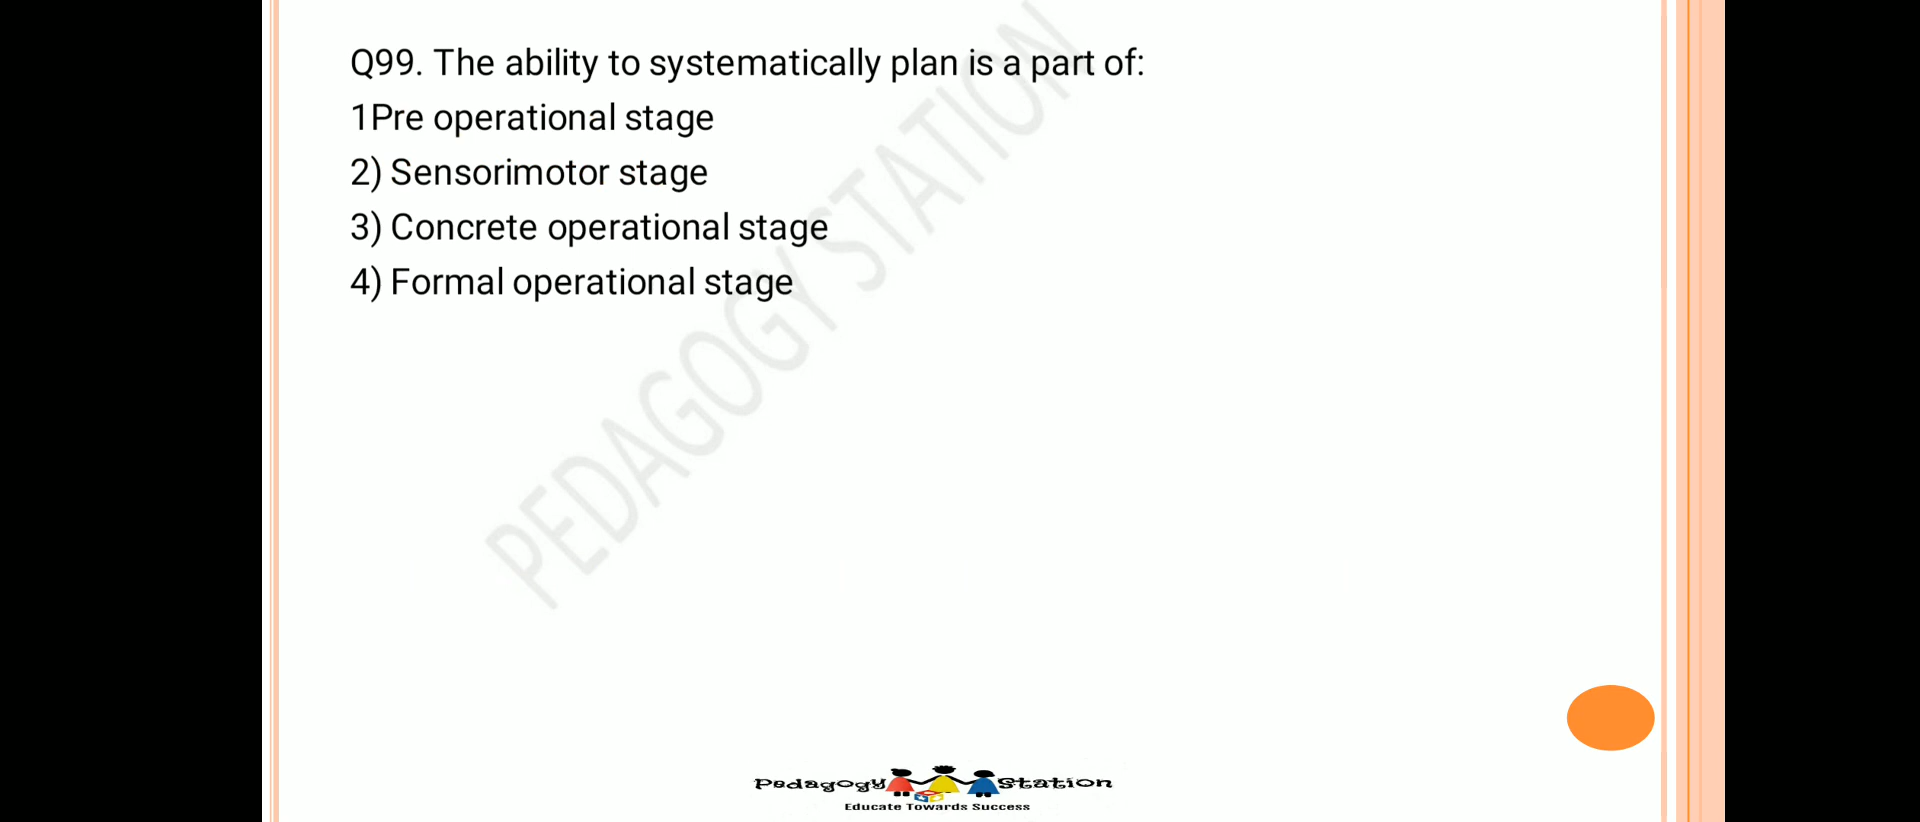 Q99. The ability to systematically plan is a part of:
1Pre operational stage
2) Sensorimotor stage
3) Concrete operational stage
4) Formal operational stage
PEDAGOGY STATION
Pedagogy Station
Educate Towards Success